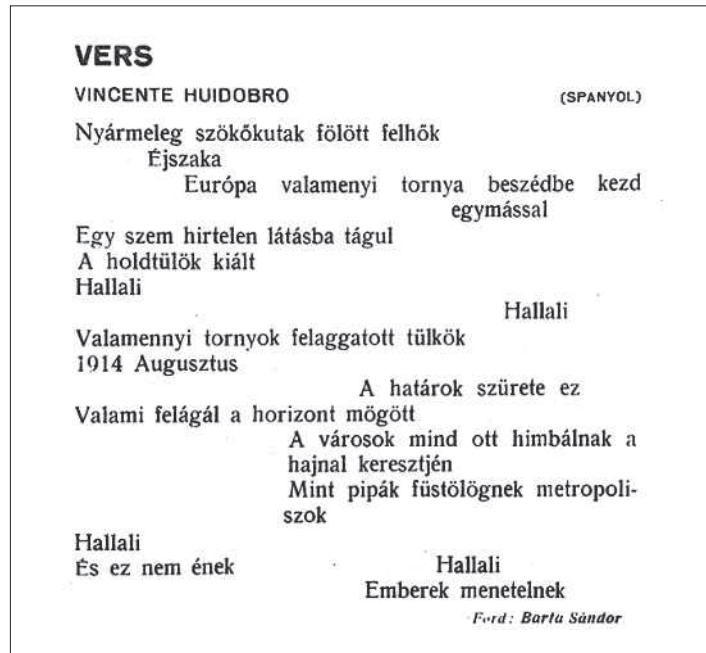 VERS
VINCENTE HUIDOBRO (SPANYOL)
Nyármeleg szökőkutak fölött felhők
Éjszaka
Európa valamenyi tornya beszédbe kezd
egymással
Egy szem hirtelen látásba tágul
A holdtülök kiált
Hallali
Hallali
Valamennyi tornyok felaggatott tülkök
1914 Augusztus
A határok szürete ez
Valami felágál a horizont mögött
A városok mind ott himbálnak a
hajnal keresztjén
Mint pipák füstölögnek metropoli-
szok
Hallali
És ez nem ének Hallali
Emberek menetelnek
Ford: Barta Sándor